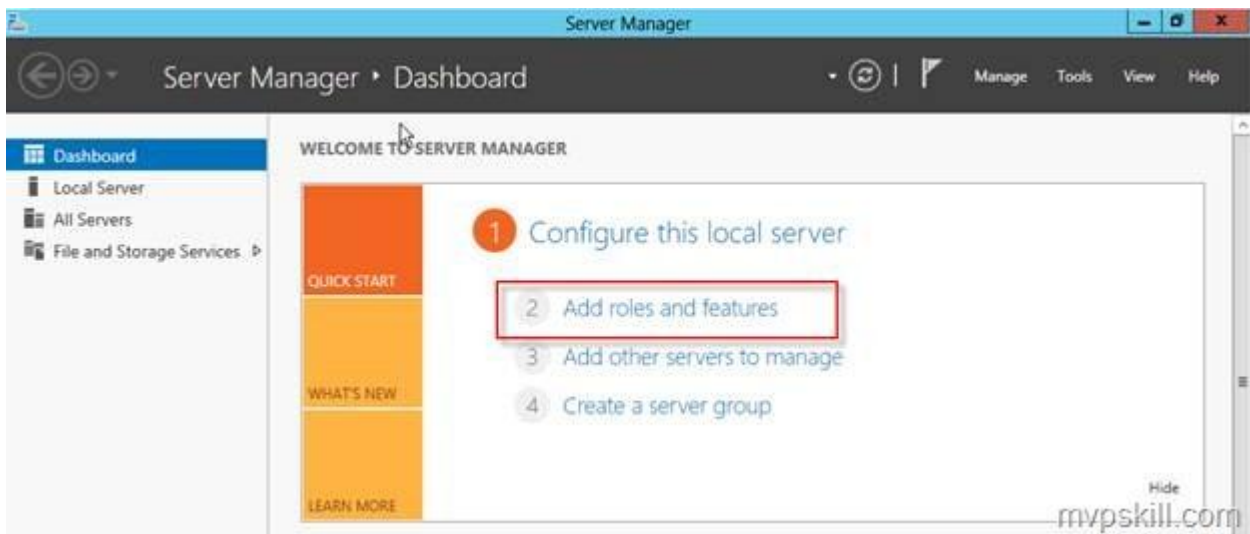 Server Manager
Server Manager • Dashboard
Manage Tools View Help
Dashboard
Local Server
All Servers
File and Storage Services
WELCOME TO SERVER MANAGER
QUICK START
WHAT'S NEW
LEARN MORE
1 Configure this local server
2 Add roles and features
3 Add other servers to manage
4 Create a server group
Hide
mvpskill.com